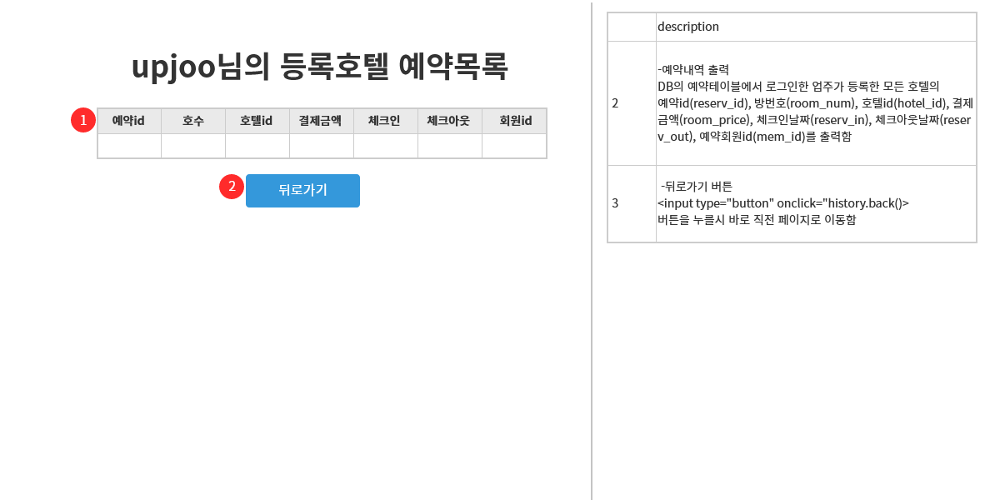 upjoo님의 등록호텔 예약목록
1
예약id 호수 호텔id 결제금액 체크인 체크아웃 회원id
2 뒤로가기
description
2
-예약내역 출력
DB의 예약테이블에서 로그인한 업주가 등록한 모든 호텔의
예약id(reserv_id), 방번호(room_num), 호텔id(hotel_id), 결제
금액(room_price), 체크인날짜(reserv_in), 체크아웃날짜(reser
v_out), 예약회원id(mem_id)를 출력함
3
-뒤로가기 버튼
<input type="button" onclick="history.back()>
버튼을 누를시 바로 직전 페이지로 이동함